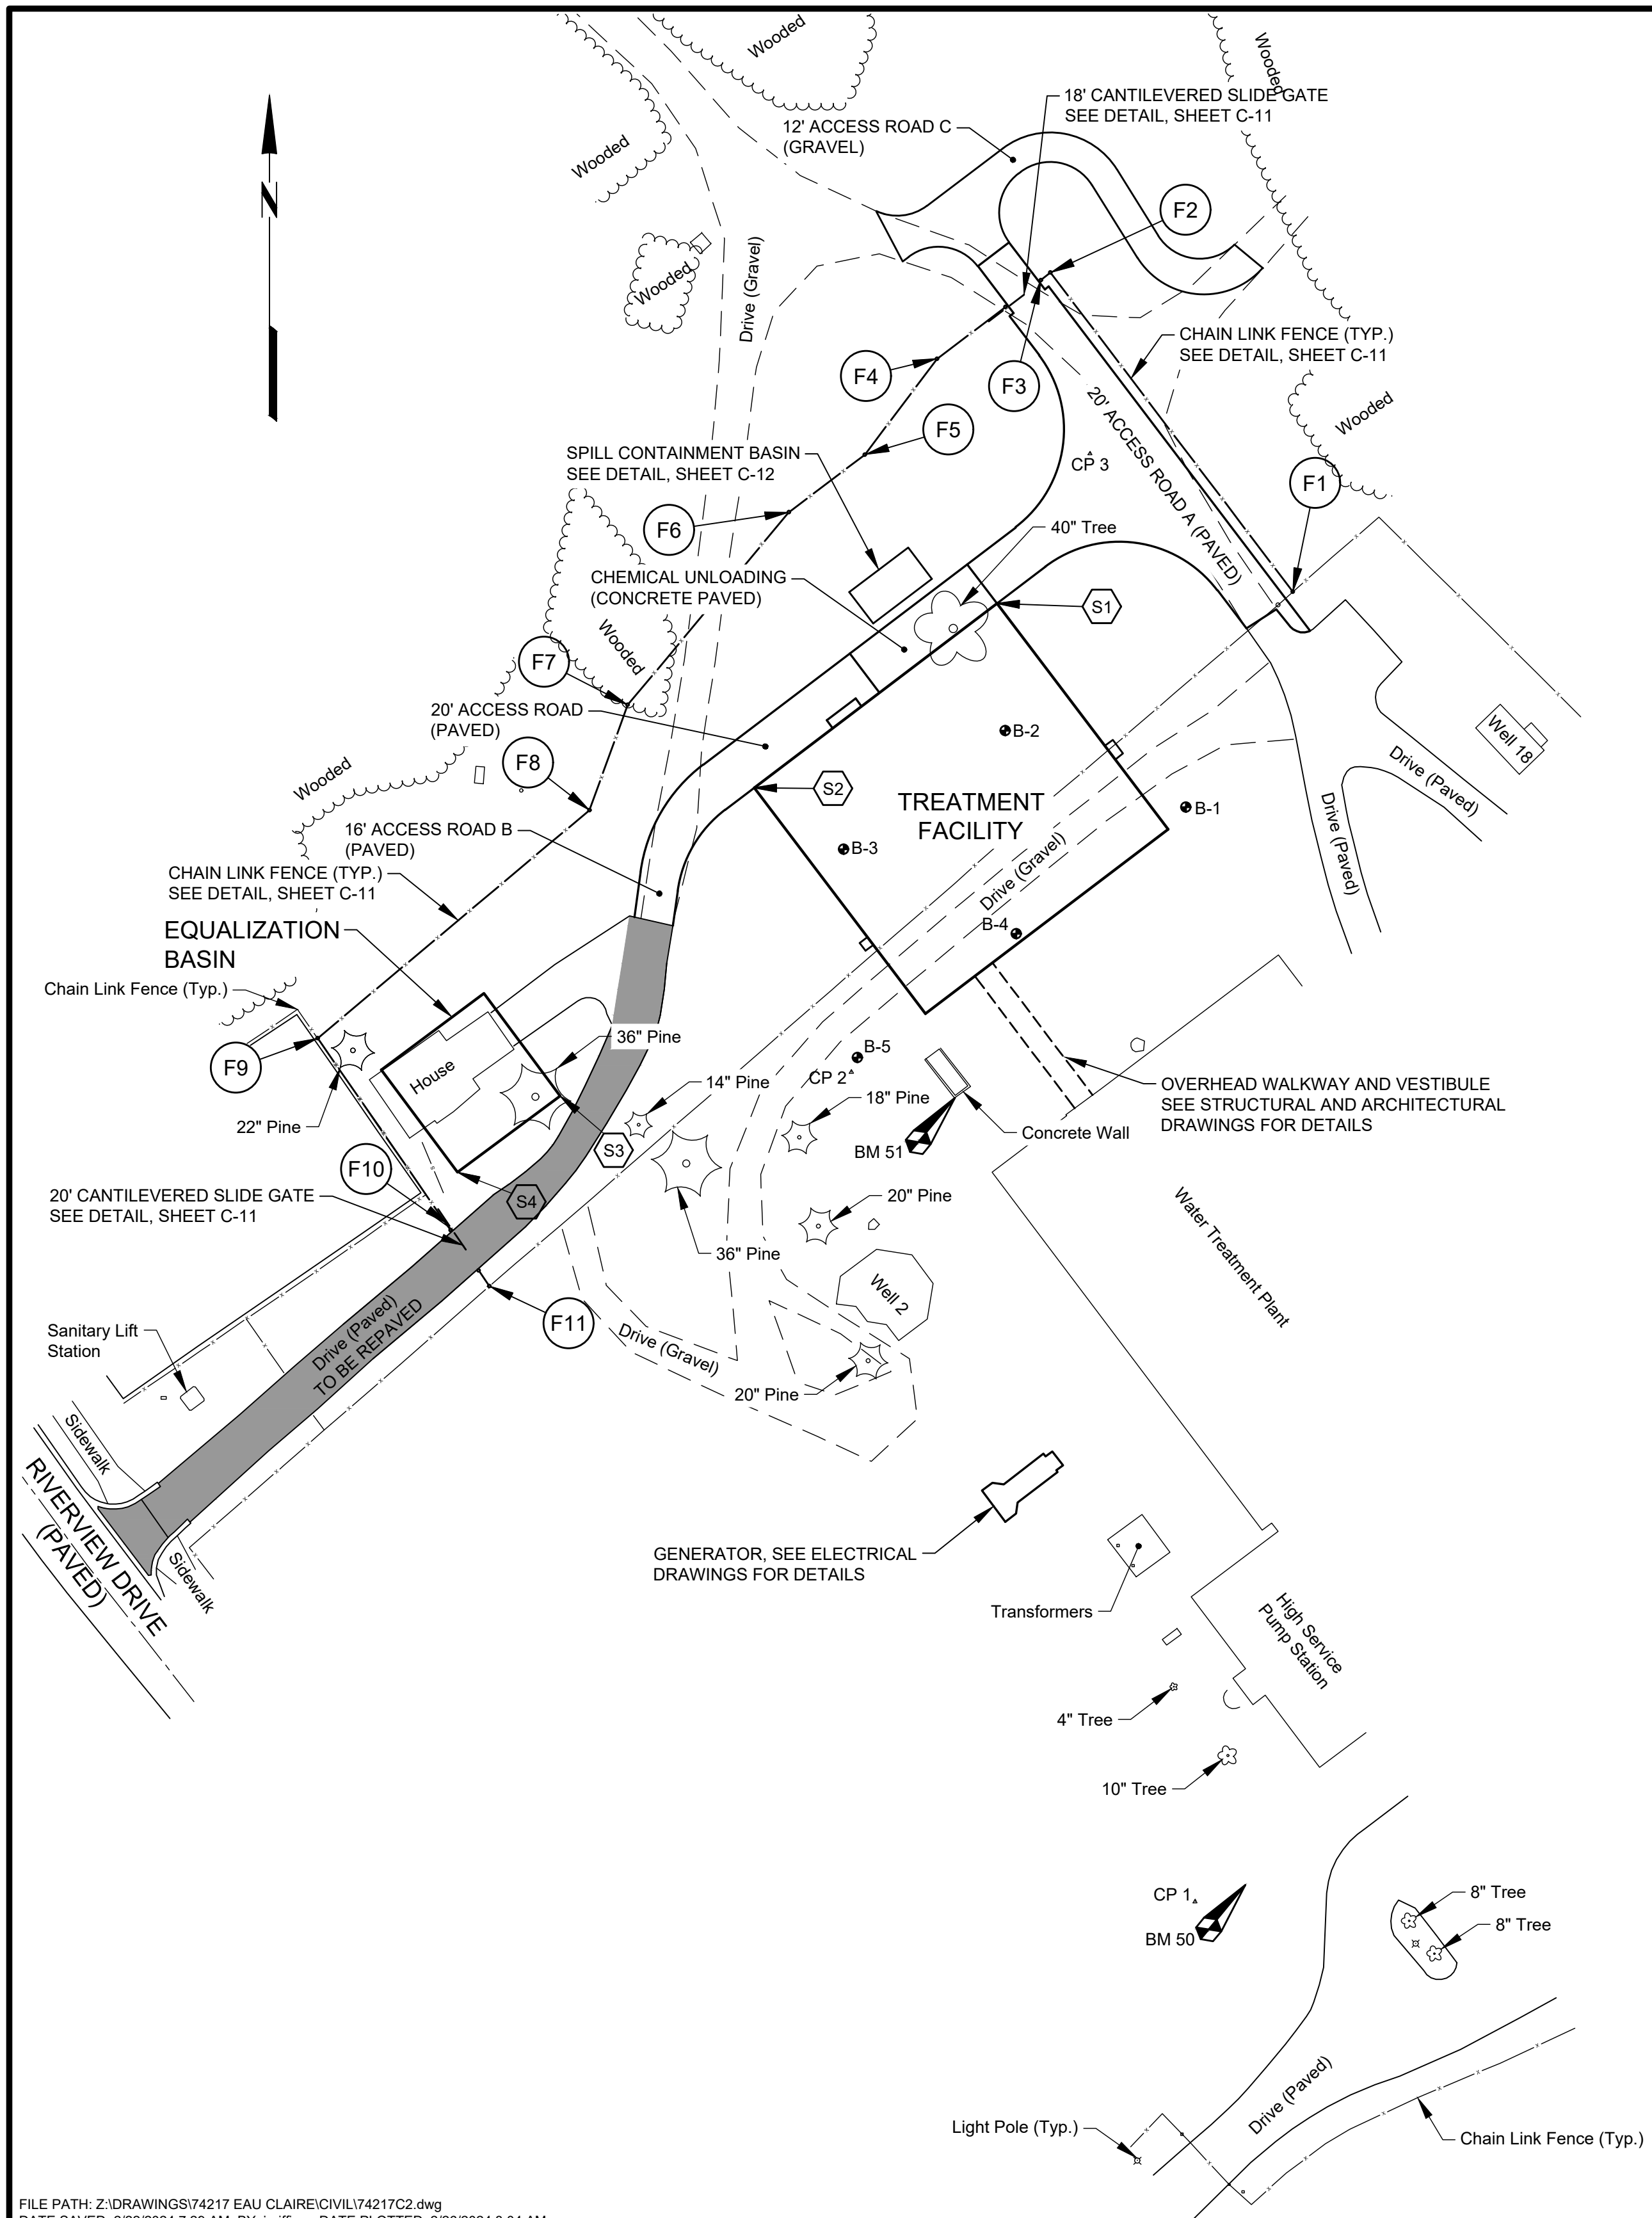 Wooded
Wooded
18' CANTILEVERED SLIDE GATE
SEE DETAIL, SHEET C-11
12' ACCESS ROAD C
(GRAVEL)
Wooded
N
F2
Wooded
Drive (Gravel)
CHAIN LINK FENCE (TYP.)
SEE DETAIL, SHEET C-11
F4
F3
Wooded
F5
20' ACCESS ROAD A (PAVED)
SPILL CONTAINMENT BASIN
SEE DETAIL, SHEET C-12
CP 3
F1
F6
40" Tree
CHEMICAL UNLOADING
(CONCRETE PAVED)
S1
Wooded
F7
20' ACCESS ROAD
(PAVED)
B-2
Well 18
Drive (Paved)
F8
Wooded
S2
TREATMENT
FACILITY
B-1
Drive (Paved)
16' ACCESS ROAD B
(PAVED)
B-3
CHAIN LINK FENCE (TYP.)
SEE DETAIL, SHEET C-11
Drive (Gravel)
EQUALIZATION
BASIN
B-4
Chain Link Fence (Typ.)
36" Pine
B-5
F9
House
CP 2
14" Pine
OVERHEAD WALKWAY AND VESTIBULE
SEE STRUCTURAL AND ARCHITECTURAL
DRAWINGS FOR DETAILS
18" Pine
22" Pine
Concrete Wall
S3
BM 51
F10
20' CANTILEVERED SLIDE GATE
SEE DETAIL, SHEET C-11
S4
20" Pine
Water Treatment Plant
36" Pine
Well 2
F11
Sanitary Lift
Station
Drive (Paved)
TO BE REPAVED
Drive (Gravel)
20" Pine
Sidewalk
RIVERVIEW DRIVE
(PAVED)
Sidewalk
GENERATOR, SEE ELECTRICAL
DRAWINGS FOR DETAILS
Transformers
High Service
Pump Station
4" Tree
10" Tree
CP 1
8" Tree
8" Tree
BM 50
Drive (Paved)
Light Pole (Typ.)
Chain Link Fence (Typ.)
FILE PATH: Z:\DRAWINGS\74217 EAU CLAIRE\CIVIL\74217C2.dwg